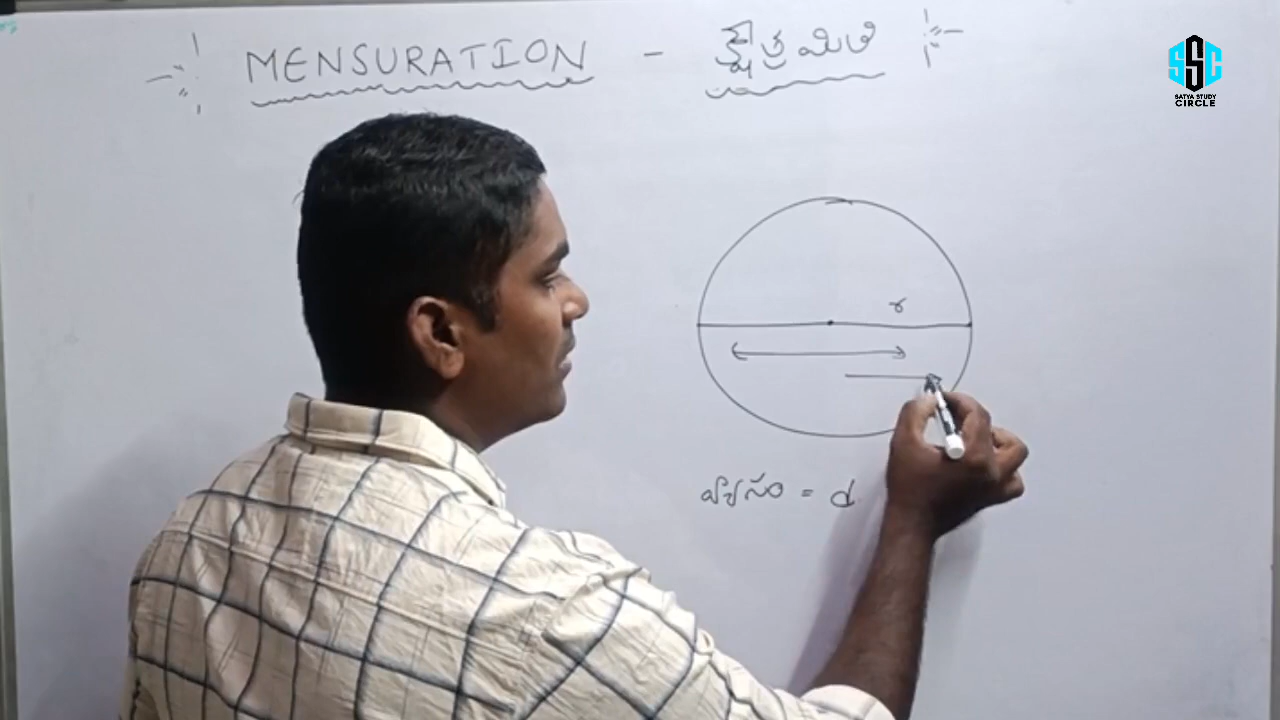 MENSURATION - క్షేత్రమితి
SSC
SATYA STUDY
CIRCLE
r
వ్యాసం = d